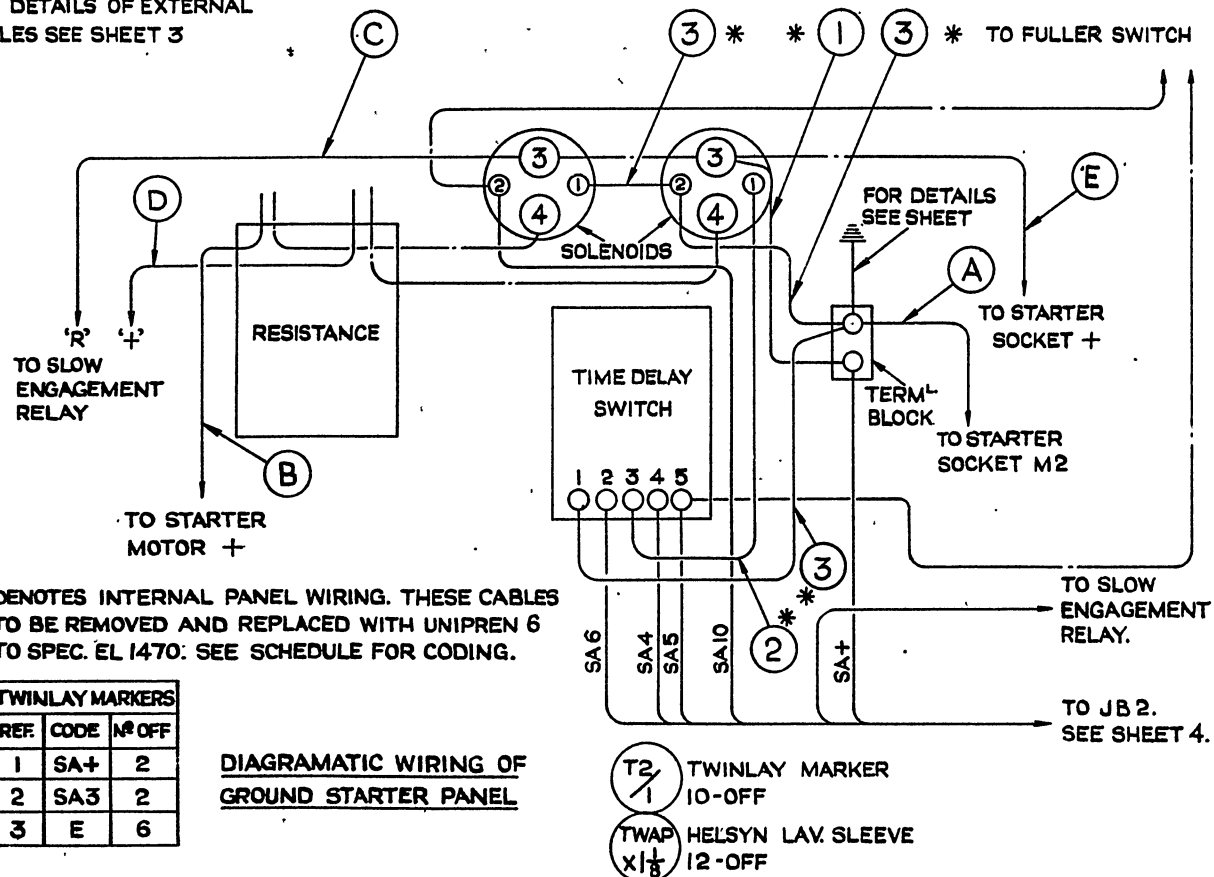 DETAILS OF EXTERNAL
LES SEE SHEET 3
C
3 *
* 1
3 *
TO FULLER SWITCH
3
3
2
1
2
1
4
4
D
E
FOR DETAILS
SEE SHEET
SOLENOIDS
A
'R' '+'
TO SLOW
ENGAGEMENT
RELAY
RESISTANCE
TO STARTER
SOCKET +
TIME DELAY
SWITCH
TERMᴸ
BLOCK
TO STARTER
SOCKET M2
B
1 2 3 4 5
TO STARTER
MOTOR +
3
*
2 *
DENOTES INTERNAL PANEL WIRING. THESE CABLES
TO BE REMOVED AND REPLACED WITH UNIPREN 6
TO SPEC. EL 1470. SEE SCHEDULE FOR CODING.
SA6
SA4
SA5
SA10
SA+
TO SLOW
ENGAGEMENT
RELAY.
TO JB 2.
SEE SHEET 4.
TWINLAY MARKERS
REF. CODE Nº OFF
1 SA+ 2
2 SA3 2
3 E 6
DIAGRAMATIC WIRING OF
GROUND STARTER PANEL
T2/1 TWINLAY MARKER
10-OFF
TWAP HELSYN LAV. SLEEVE
X1⅛ 12-OFF